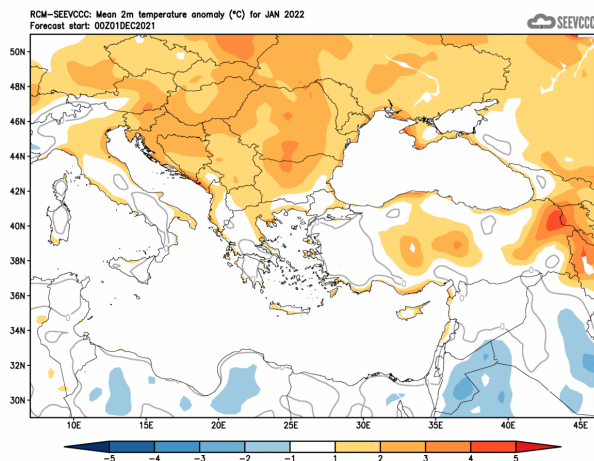 RCM-SEEVCCC: Mean 2m temperature anomaly (°C) for JAN 2022
Forecast start: 00Z01DEC2021
SEEVCCC
50N
48N
46N
44N
42N
40N
38N
36N
34N
32N
30N
10E 15E 20E 25E 30E 35E 40E 45E
-5 -4 -3 -2 -1 1 2 3 4 5